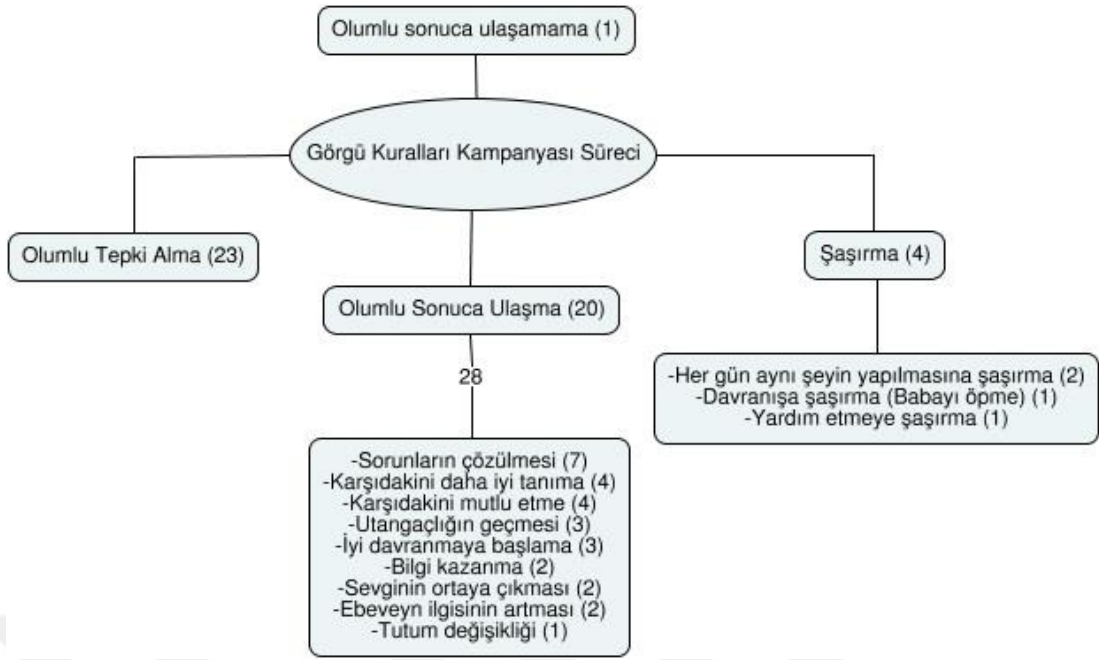 Olumlu sonuca ulaşamama (1)
Görgü Kuralları Kampanyası Süreci
Olumlu Tepki Alma (23)
Şaşırma (4)
Olumlu Sonuca Ulaşma (20)
28
-Her gün aynı şeyin yapılmasına şaşırma (2)
-Davranışa şaşırma (Babayı öpme) (1)
-Yardım etmeye şaşırma (1)
-Sorunların çözülmesi (7)
-Karşıdakini daha iyi tanıma (4)
-Karşıdakini mutlu etme (4)
-Utangaçlığın geçmesi (3)
-İyi davranmaya başlama (3)
-Bilgi kazanma (2)
-Sevginin ortaya çıkması (2)
-Ebeveyn ilgisinin artması (2)
-Tutum değişikliği (1)